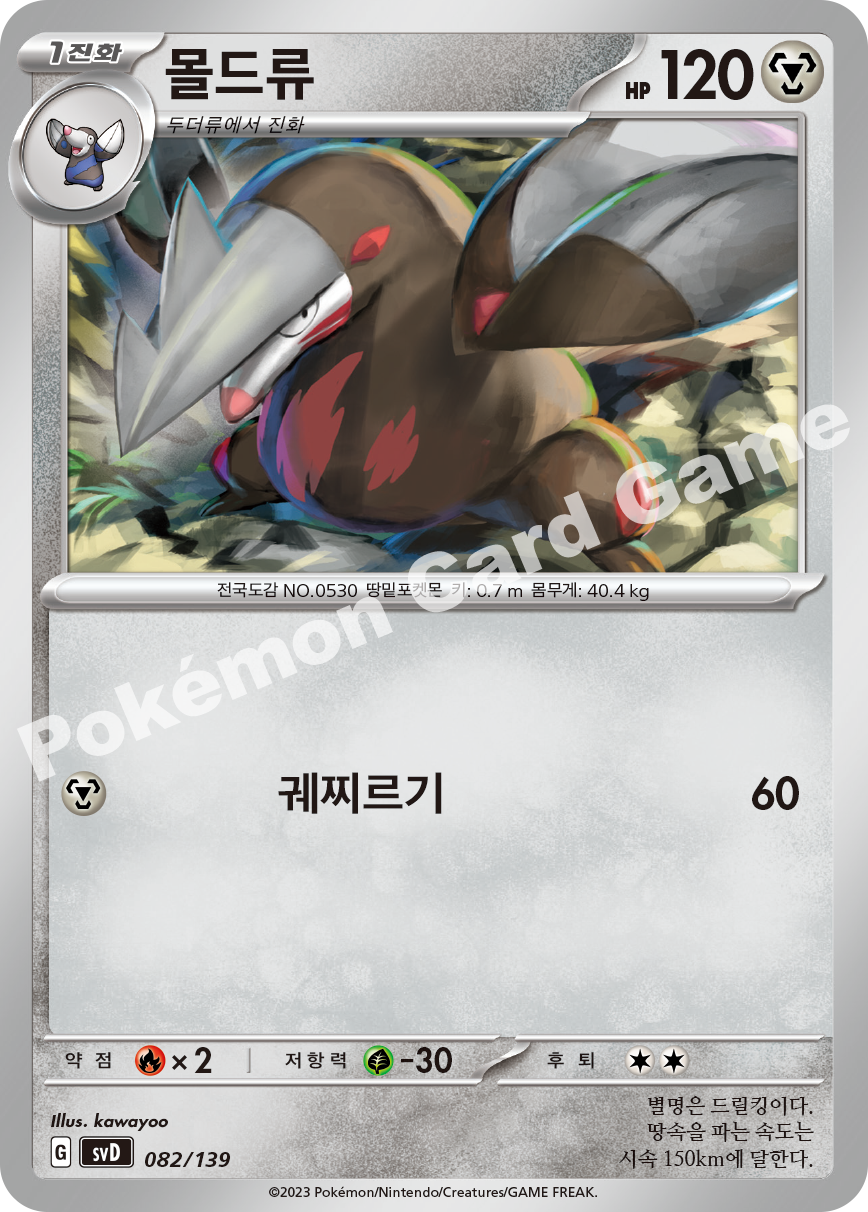 1진화
몰드류
HP 120
두더류에서 진화
전국도감 NO.0530 땅밑포켓몬 키: 0.7 m 몸무게: 40.4 kg
Pokémon Card Game
궤찌르기 60
약점 ×2 저항력 -30 후퇴
Illus. kawayoo
별명은 드릴킹이다.
땅속을 파는 속도는
시속 150km에 달한다.
G svD 082/139
©2023 Pokémon/Nintendo/Creatures/GAME FREAK.